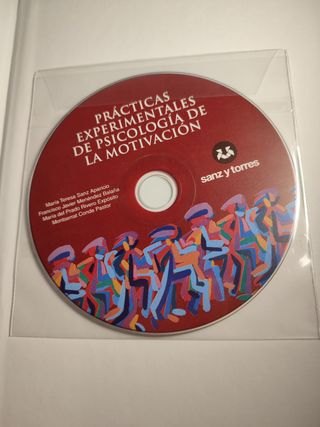 PRÁCTICAS
EXPERIMENTALES
DE PSICOLOGÍA DE
LA MOTIVACIÓN
María Teresa Sanz Aparicio
Francisco Javier Menéndez Balaña
María del Prado Rivero Expósito
Montserrat Conde Pastor
sanz y torres